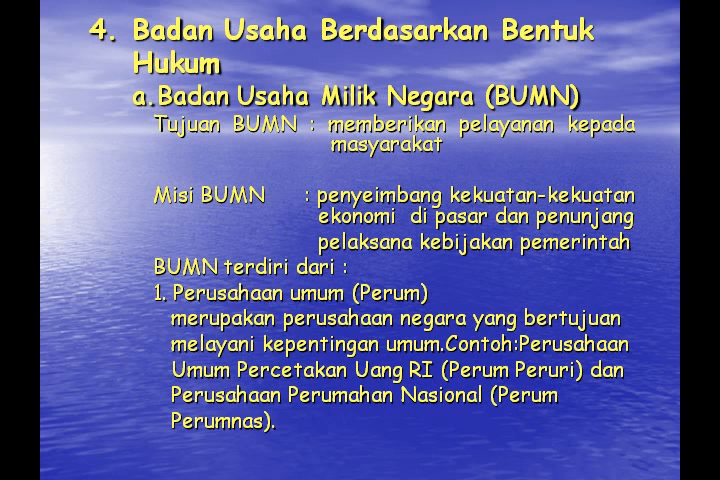 4. Badan Usaha Berdasarkan Bentuk
Hukum
a.Badan Usaha Milik Negara (BUMN)
Tujuan BUMN : memberikan pelayanan kepada
masyarakat
Misi BUMN : penyeimbang kekuatan-kekuatan
ekonomi di pasar dan penunjang
pelaksana kebijakan pemerintah
BUMN terdiri dari :
1. Perusahaan umum (Perum)
merupakan perusahaan negara yang bertujuan
melayani kepentingan umum.Contoh:Perusahaan
Umum Percetakan Uang RI (Perum Peruri) dan
Perusahaan Perumahan Nasional (Perum
Perumnas).